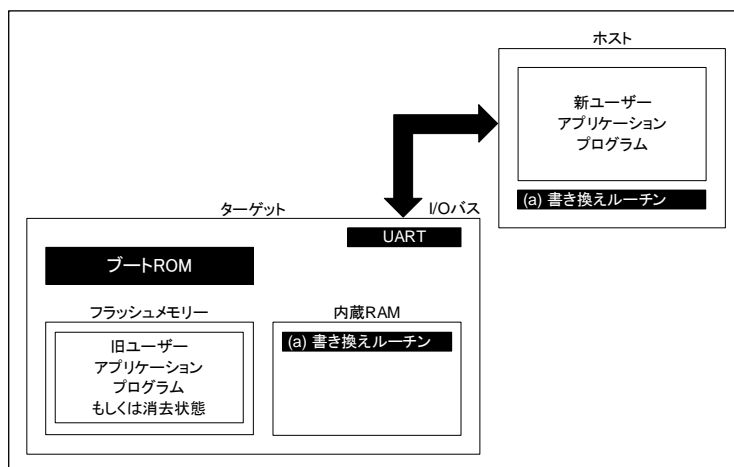 ホスト
新ユーザー
アプリケーション
プログラム
(a) 書き換えルーチン
ターゲット
I/Oバス
UART
ブートROM
フラッシュメモリー
旧ユーザー
アプリケーション
プログラム
もしくは消去状態
内蔵RAM
(a) 書き換えルーチン